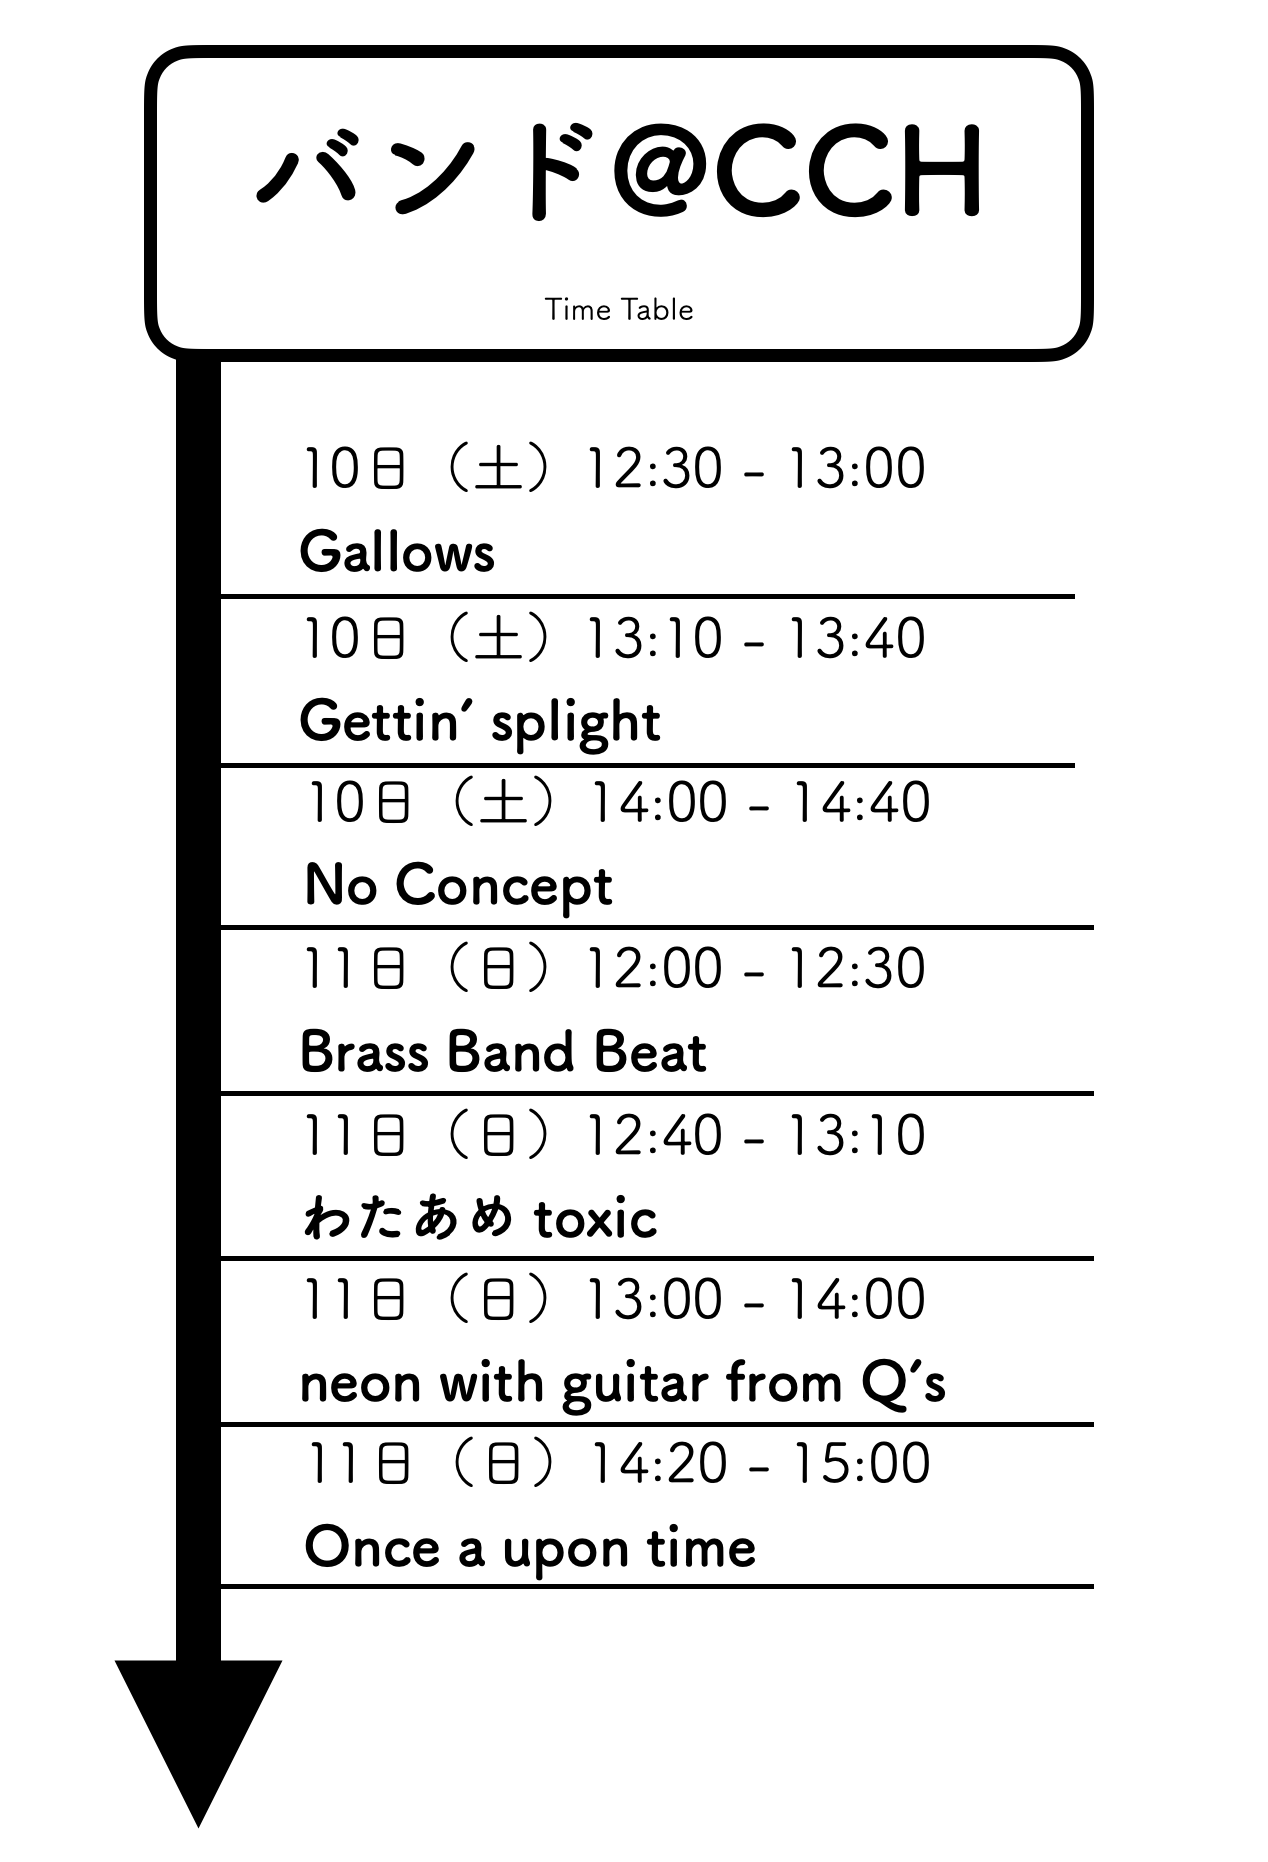 バンド@CCH
Time Table
10日（土）12:30 – 13:00
Gallows
10日（土）13:10 – 13:40
Gettin’ splight
10日（土）14:00 – 14:40
No Concept
11日（日）12:00 – 12:30
Brass Band Beat
11日（日）12:40 – 13:10
わたあめ toxic
11日（日）13:00 – 14:00
neon with guitar from Q’s
11日（日）14:20 – 15:00
Once a upon time